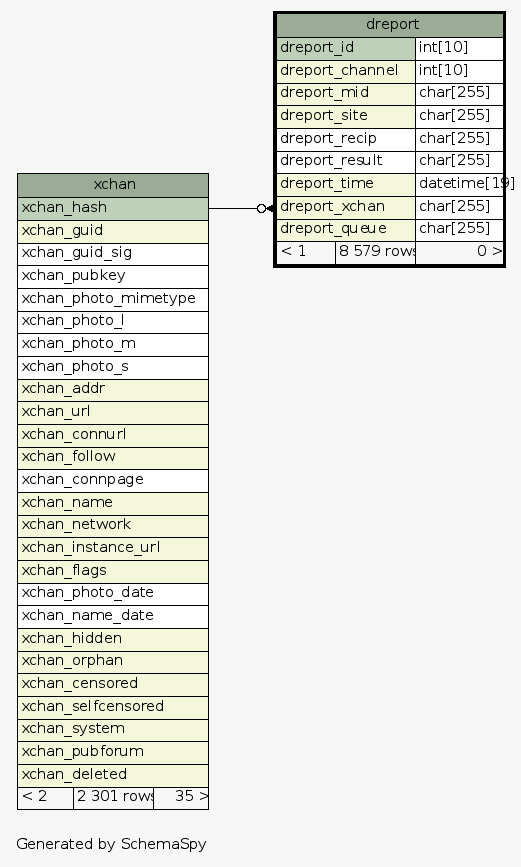 dreport
dreport_id int[10]
dreport_channel int[10]
dreport_mid char[255]
dreport_site char[255]
dreport_recip char[255]
dreport_result char[255]
dreport_time datetime[19]
dreport_xchan char[255]
dreport_queue char[255]
< 1 8 579 rows 0 >
xchan
xchan_hash
xchan_guid
xchan_guid_sig
xchan_pubkey
xchan_photo_mimetype
xchan_photo_l
xchan_photo_m
xchan_photo_s
xchan_addr
xchan_url
xchan_connurl
xchan_follow
xchan_connpage
xchan_name
xchan_network
xchan_instance_url
xchan_flags
xchan_photo_date
xchan_name_date
xchan_hidden
xchan_orphan
xchan_censored
xchan_selfcensored
xchan_system
xchan_pubforum
xchan_deleted
< 2 2 301 rows 35 >
Generated by SchemaSpy